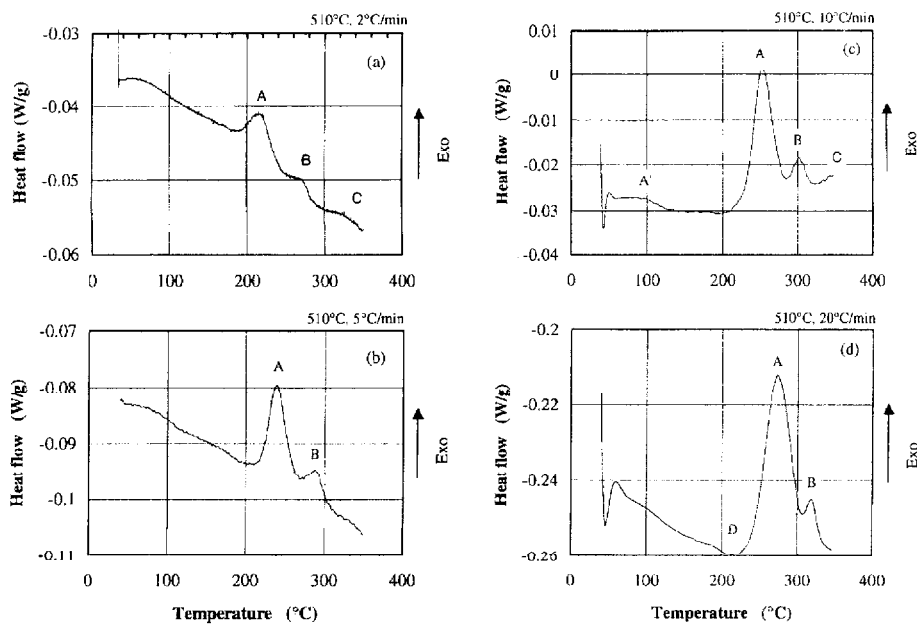 510°C, 2°C/min
-0.03
-0.04
-0.05
-0.06
Heat flow (W/g)
(a)
A
B
C
Exo
0
100
200
300
400
510°C, 10°C/min
0.01
0
-0.01
-0.02
-0.03
-0.04
Heat flow (W/g)
(c)
A
B
C
A'
Exo
0
100
200
300
400
510°C, 5°C/min
-0.07
-0.08
-0.09
-0.1
-0.11
Heat flow (W/g)
(b)
A
B
Exo
0
100
200
300
400
Temperature (°C)
510°C, 20°C/min
-0.2
-0.22
-0.24
-0.26
Heat flow (W/g)
(d)
A
B
D
Exo
0
100
200
300
400
Temperature (°C)